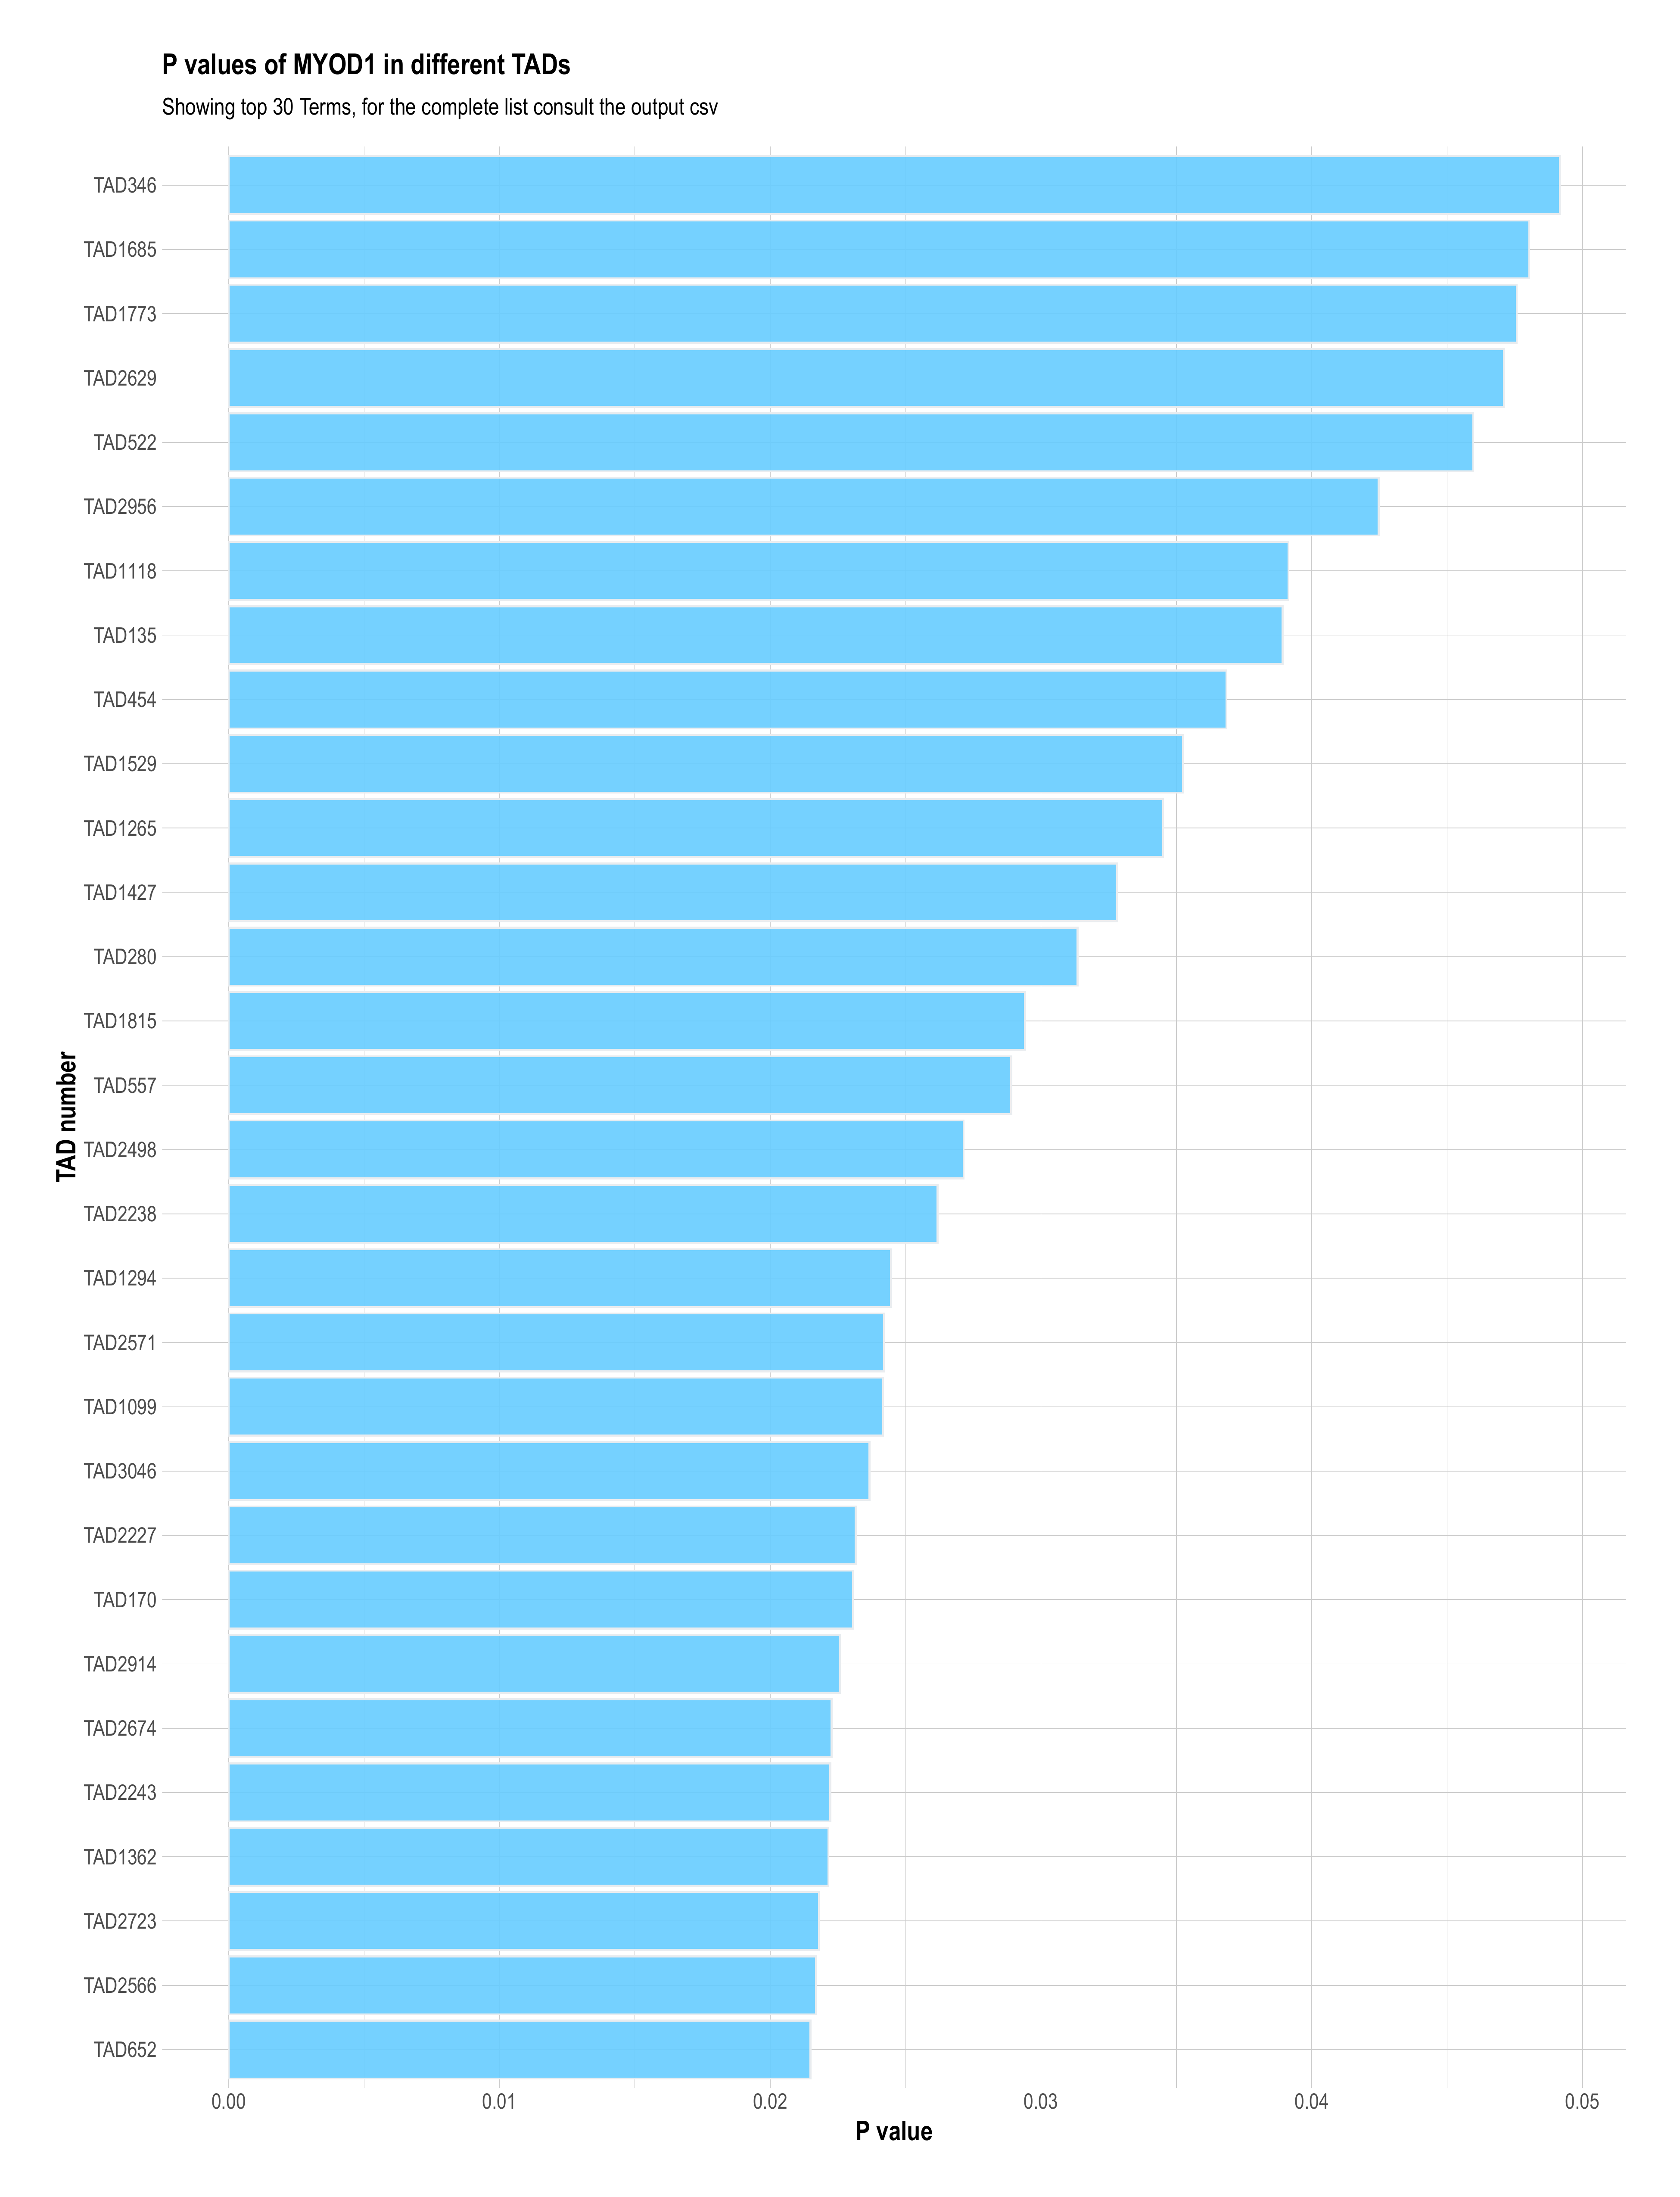 P values of MYOD1 in different TADs
Showing top 30 Terms, for the complete list consult the output csv
TAD346
TAD1685
TAD1773
TAD2629
TAD522
TAD2956
TAD1118
TAD135
TAD454
TAD1529
TAD1265
TAD1427
TAD280
TAD1815
TAD557
TAD2498
TAD2238
TAD1294
TAD2571
TAD1099
TAD3046
TAD2227
TAD170
TAD2914
TAD2674
TAD2243
TAD1362
TAD2723
TAD2566
TAD652
TAD number
0.00 0.01 0.02 0.03 0.04 0.05
P value